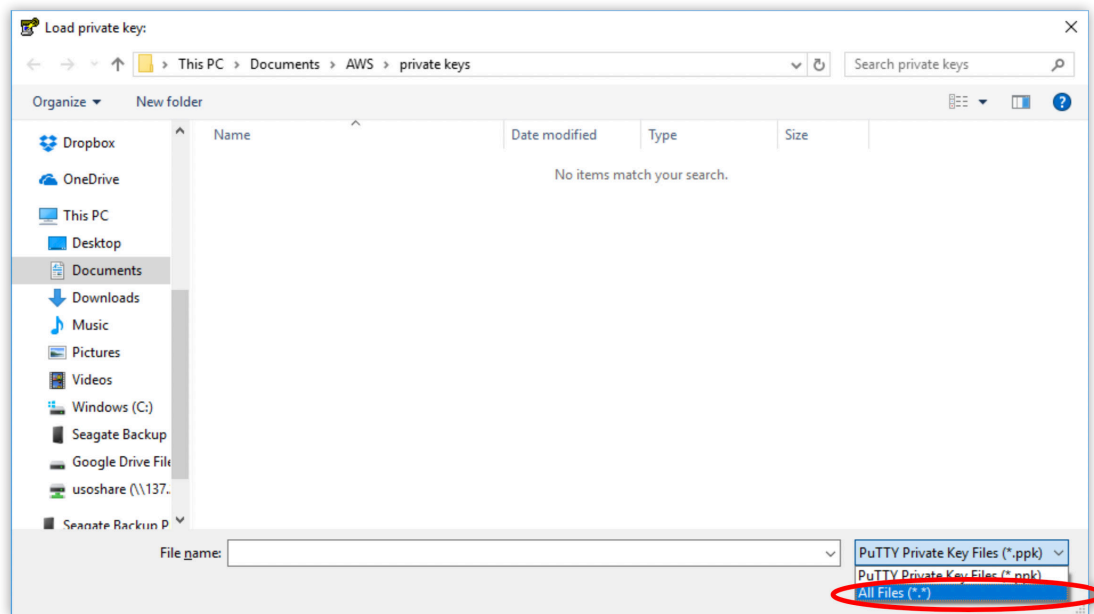 Load private key:
This PC > Documents > AWS > private keys
Search private keys
Organize
New folder
Name
Date modified
Type
Size
Dropbox
No items match your search.
OneDrive
This PC
Desktop
Documents
Downloads
Music
Pictures
Videos
Windows (C:)
Seagate Backup
Google Drive File
usoshare (\\137..
Seagate Backup P
File name:
PuTTY Private Key Files (*.ppk)
PuTTY Private Key Files (*.ppk)
All Files (*.*)